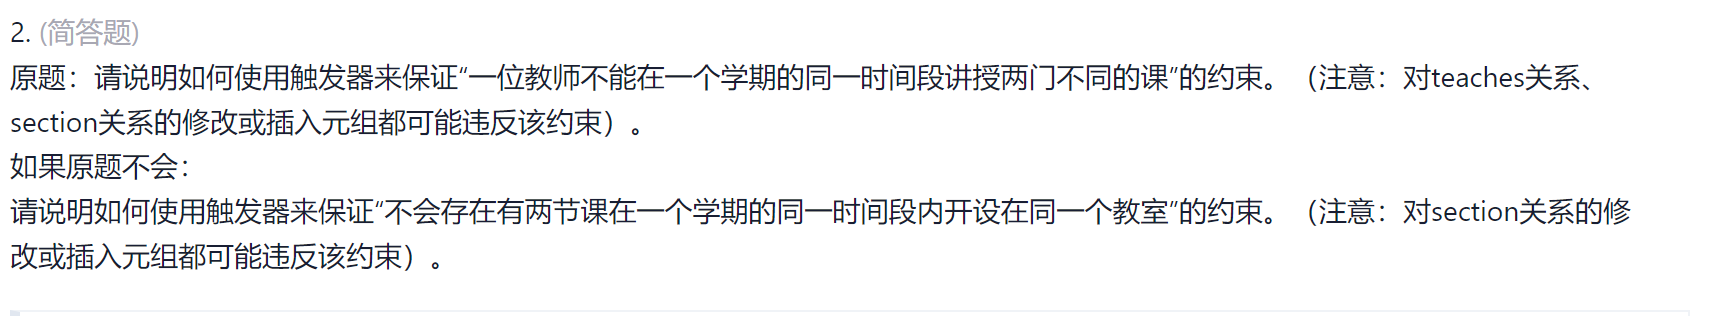 2. (简答题)
原题：请说明如何使用触发器来保证“一位教师不能在一个学期的同一时间段讲授两门不同的课”的约束。（注意：对teaches关系、
section关系的修改或插入元组都可能违反该约束）。
如果原题不会：
请说明如何使用触发器来保证“不会存在有两节课在一个学期的同一时间段内开设在同一个教室”的约束。（注意：对section关系的修
改或插入元组都可能违反该约束）。